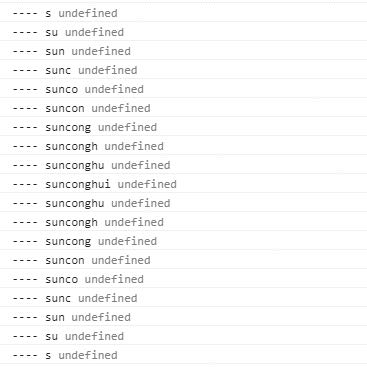 ---- s undefined
---- su undefined
---- sun undefined
---- sunc undefined
---- sunco undefined
---- suncon undefined
---- suncong undefined
---- suncongh undefined
---- sunconghu undefined
---- sunconghui undefined
---- sunconghu undefined
---- suncongh undefined
---- suncong undefined
---- suncon undefined
---- sunco undefined
---- sunc undefined
---- sun undefined
---- su undefined
---- s undefined